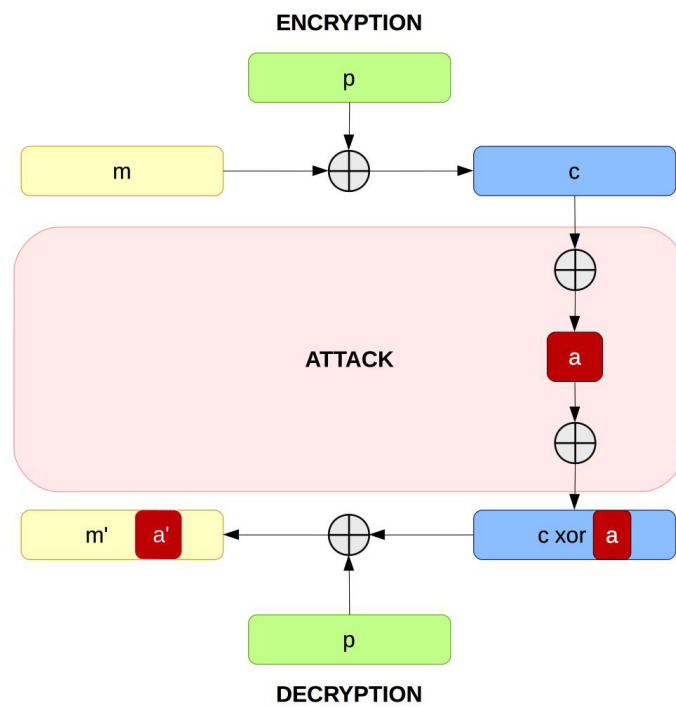 ENCRYPTION
p
m
c
ATTACK
a
m' a'
c xor a
p
DECRYPTION